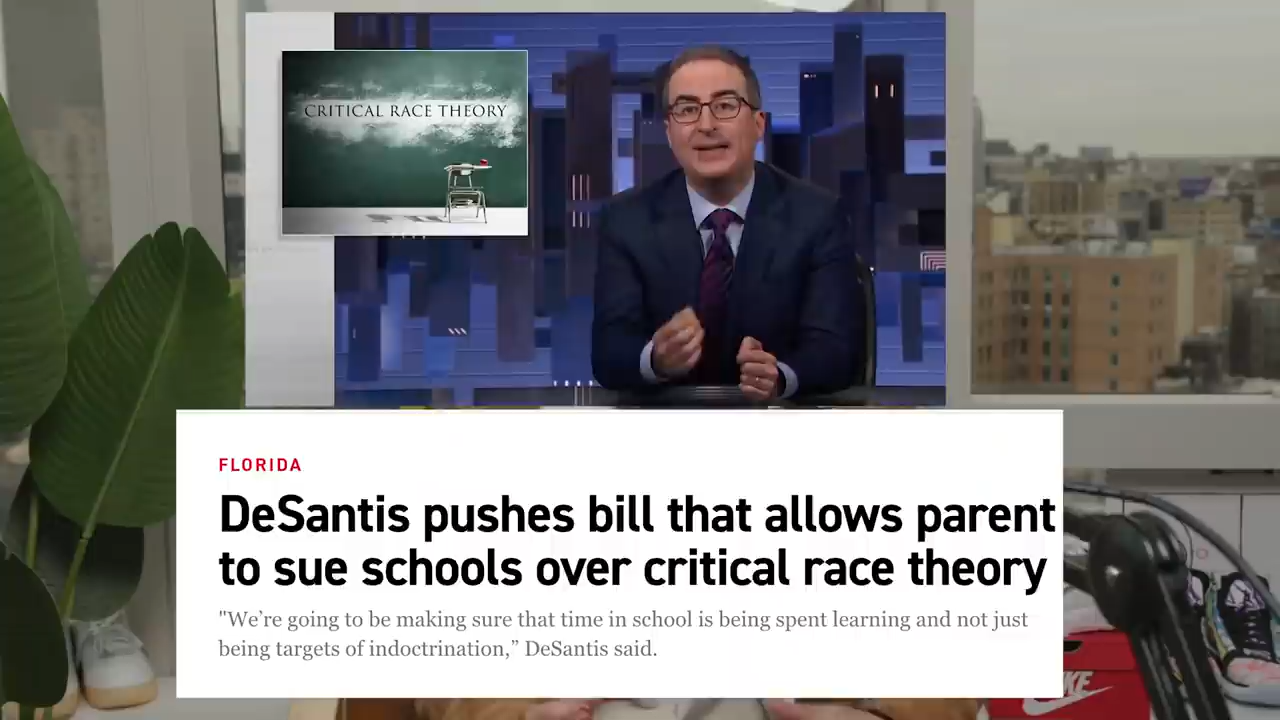 CRITICAL RACE THEORY
FLORIDA
DeSantis pushes bill that allows parent
to sue schools over critical race theory
"We’re going to be making sure that time in school is being spent learning and not just
being targets of indoctrination,” DeSantis said.